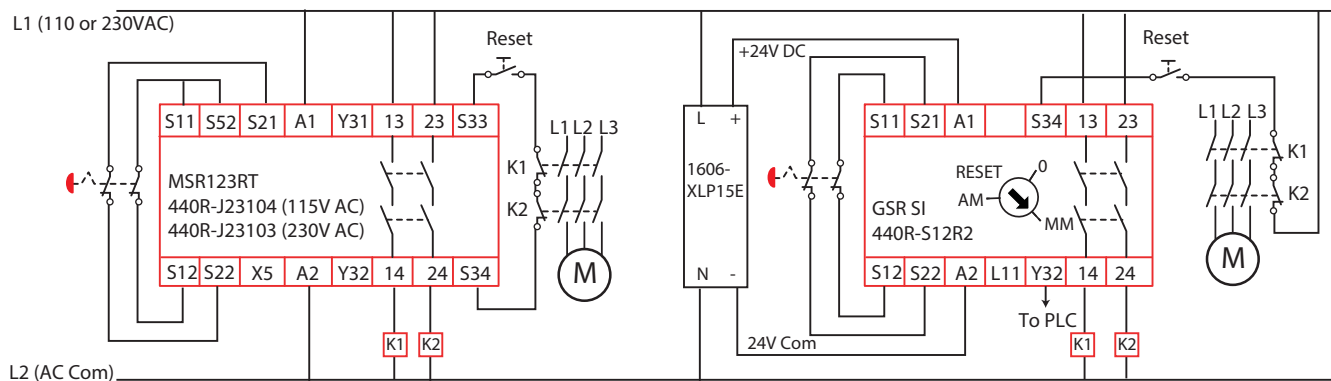 L1 (110 or 230VAC)
Reset
S11 S52 S21 A1 Y31 13 23 S33
L1 L2 L3
K1
K2
MSR123RT
440R-J23104 (115V AC)
440R-J23103 (230V AC)
M
S12 S22 X5 A2 Y32 14 24 S34
K1 K2
L2 (AC Com)
+24V DC
L +
1606-
XLP15E
N -
24V Com
Reset
S11 S21 A1 S34 13 23
L1 L2 L3
K1
K2
RESET
0
AM
MM
GSR SI
440R-S12R2
M
S12 S22 A2 L11 Y32 14 24
To PLC
K1 K2